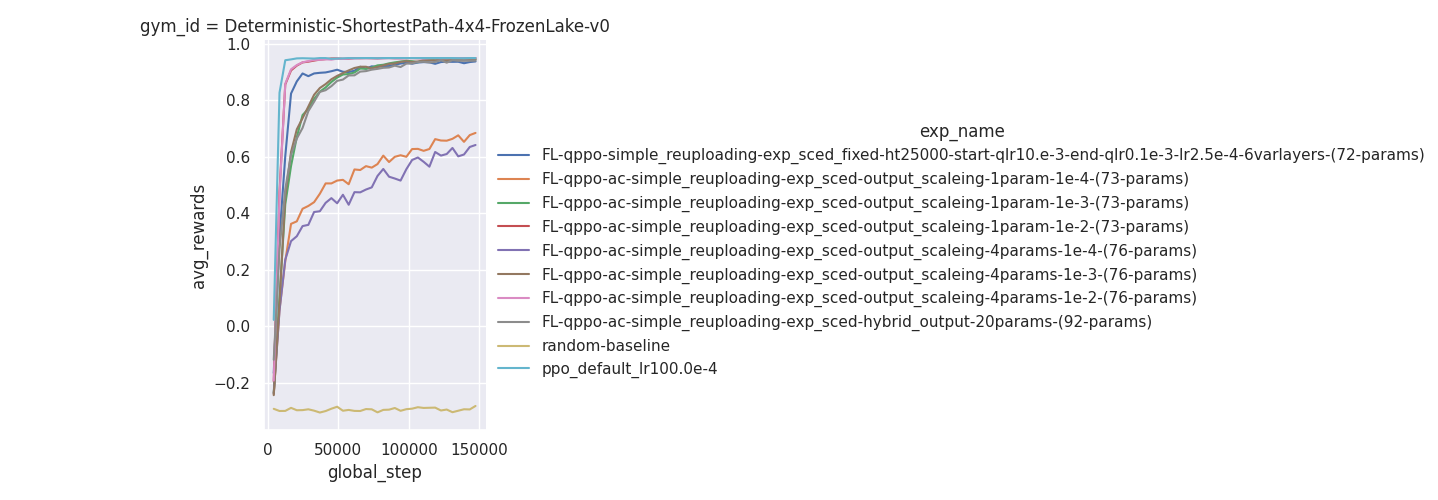 gym_id = Deterministic-ShortestPath-4x4-FrozenLake-v0
1.0
0.8
0.6
0.4
0.2
0.0
−0.2
avg_rewards
0 50000 100000 150000
global_step
exp_name
FL-qppo-simple_reuploading-exp_sced_fixed-ht25000-start-qlr10.e-3-end-qlr0.1e-3-lr2.5e-4-6varlayers-(72-params)
FL-qppo-ac-simple_reuploading-exp_sced-output_scaleing-1param-1e-4-(73-params)
FL-qppo-ac-simple_reuploading-exp_sced-output_scaleing-1param-1e-3-(73-params)
FL-qppo-ac-simple_reuploading-exp_sced-output_scaleing-1param-1e-2-(73-params)
FL-qppo-ac-simple_reuploading-exp_sced-output_scaleing-4params-1e-4-(76-params)
FL-qppo-ac-simple_reuploading-exp_sced-output_scaleing-4params-1e-3-(76-params)
FL-qppo-ac-simple_reuploading-exp_sced-output_scaleing-4params-1e-2-(76-params)
FL-qppo-ac-simple_reuploading-exp_sced-hybrid_output-20params-(92-params)
random-baseline
ppo_default_lr100.0e-4